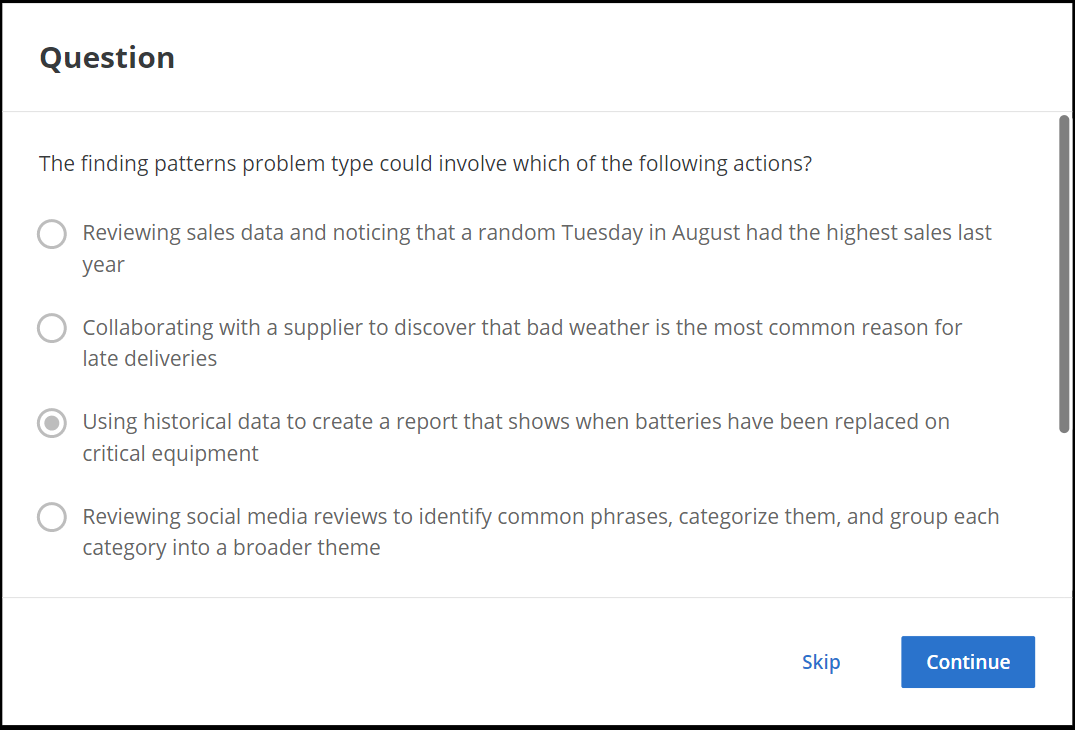 Question
The finding patterns problem type could involve which of the following actions?
Reviewing sales data and noticing that a random Tuesday in August had the highest sales last
year
Collaborating with a supplier to discover that bad weather is the most common reason for
late deliveries
Using historical data to create a report that shows when batteries have been replaced on
critical equipment
Reviewing social media reviews to identify common phrases, categorize them, and group each
category into a broader theme
Skip
Continue